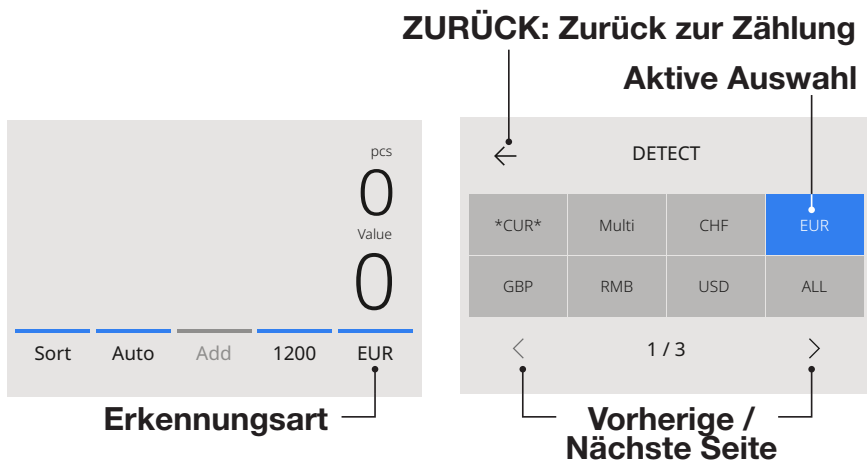 ZURÜCK: Zurück zur Zählung
Aktive Auswahl
pcs
0
Value
0
Sort Auto Add 1200 EUR
Erkennungsart
DETECT
*CUR* Multi CHF EUR
GBP RMB USD ALL
1 / 3
Vorherige /
Nächste Seite